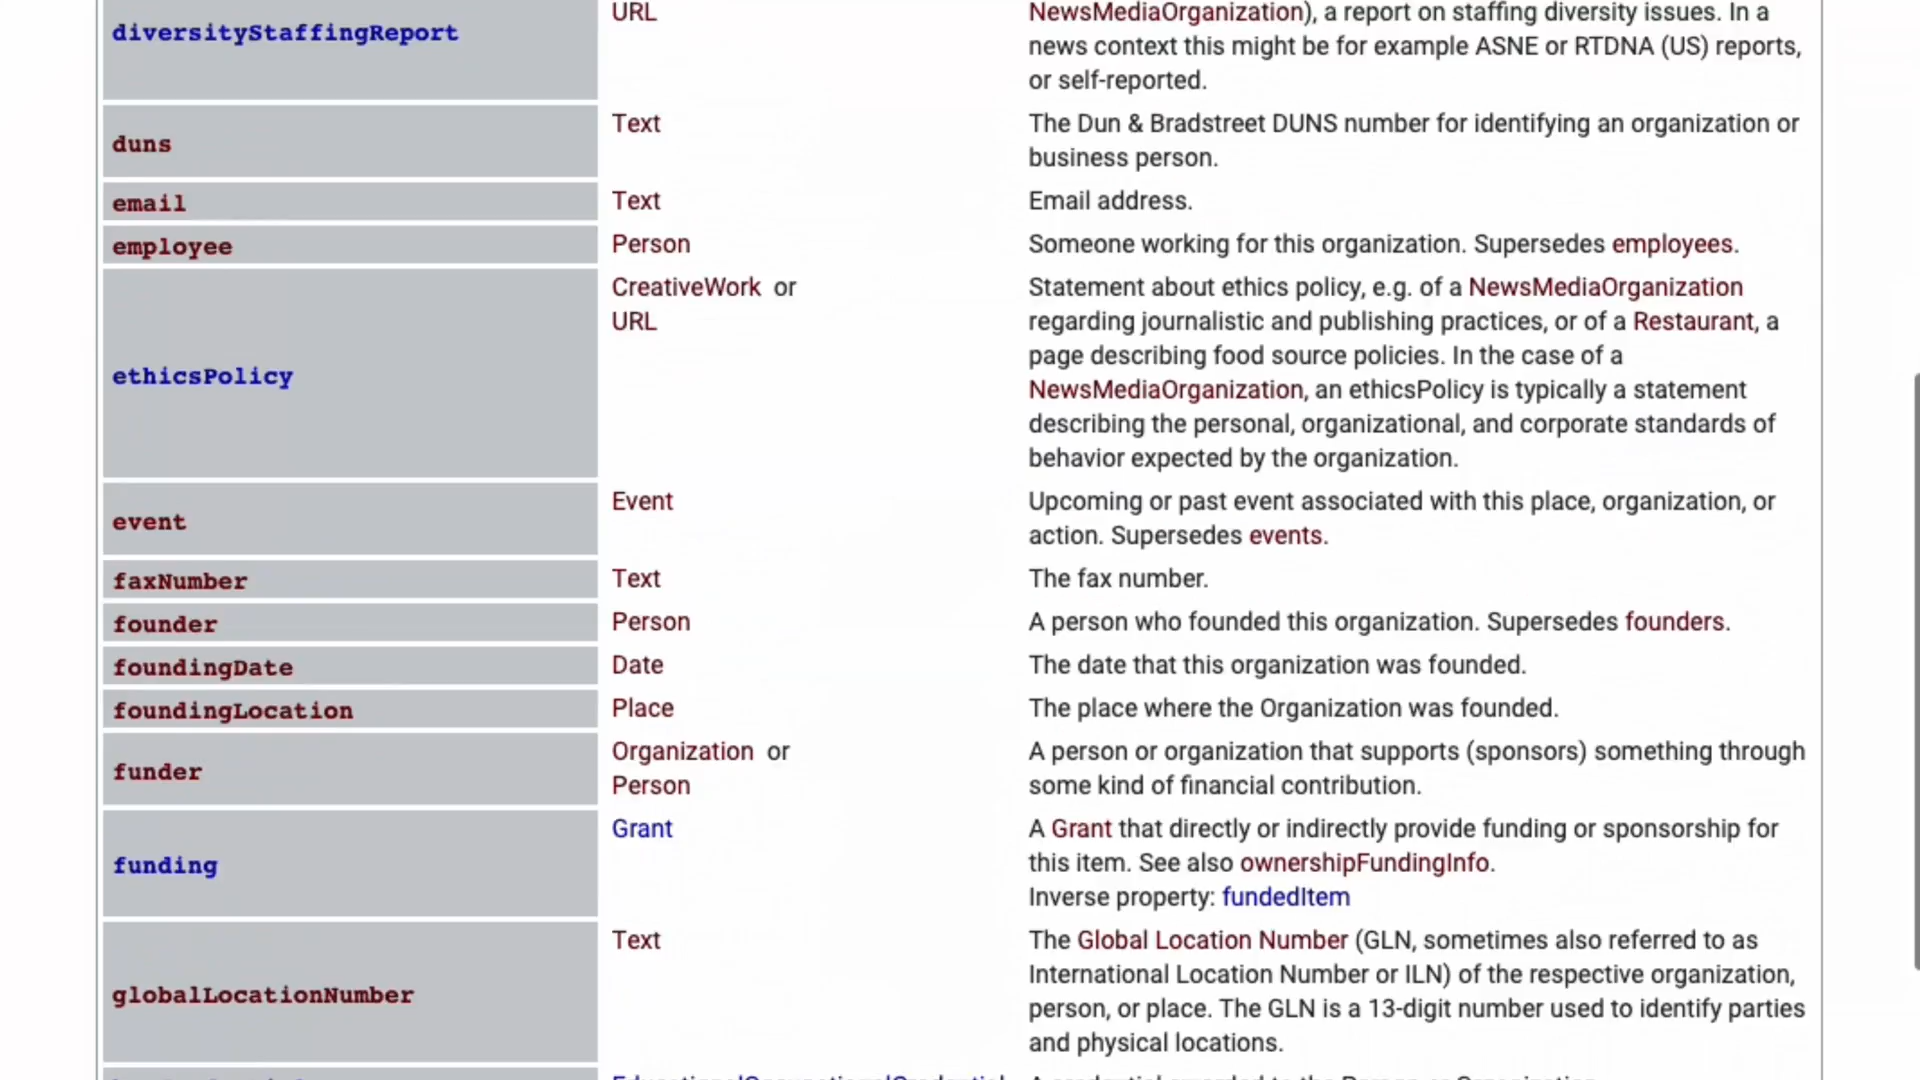 diversityStaffingReport
URL
NewsMediaOrganization), a report on staffing diversity issues. In a
news context this might be for example ASNE or RTDNA (US) reports,
or self-reported.
duns
Text
The Dun & Bradstreet DUNS number for identifying an organization or
business person.
email
Text
Email address.
employee
Person
Someone working for this organization. Supersedes employees.
ethicsPolicy
CreativeWork or
URL
Statement about ethics policy, e.g. of a NewsMediaOrganization
regarding journalistic and publishing practices, or of a Restaurant, a
page describing food source policies. In the case of a
NewsMediaOrganization, an ethicsPolicy is typically a statement
describing the personal, organizational, and corporate standards of
behavior expected by the organization.
event
Event
Upcoming or past event associated with this place, organization, or
action. Supersedes events.
faxNumber
Text
The fax number.
founder
Person
A person who founded this organization. Supersedes founders.
foundingDate
Date
The date that this organization was founded.
foundingLocation
Place
The place where the Organization was founded.
funder
Organization or
Person
A person or organization that supports (sponsors) something through
some kind of financial contribution.
funding
Grant
A Grant that directly or indirectly provide funding or sponsorship for
this item. See also ownershipFundingInfo.
Inverse property: fundedItem
globalLocationNumber
Text
The Global Location Number (GLN, sometimes also referred to as
International Location Number or ILN) of the respective organization,
person, or place. The GLN is a 13-digit number used to identify parties
and physical locations.